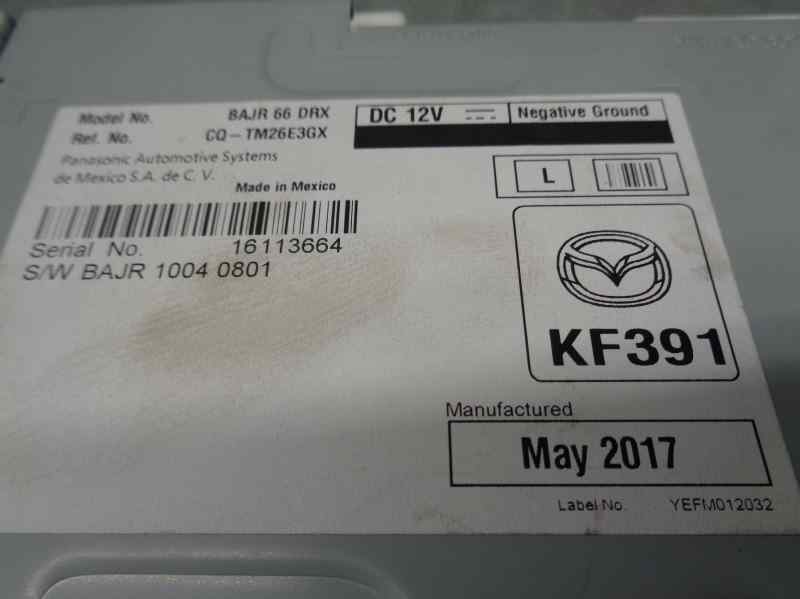 Model No. BAJR 66 DRX
Ref. No. CQ-TM26E3GX
Panasonic Automotive Systems
de Mexico S.A. de C. V.
Made in Mexico
Serial No. 16113664
S/W BAJR 1004 0801
DC 12V Negative Ground
L
KF391
Manufactured
May 2017
Label No. YEFM012032